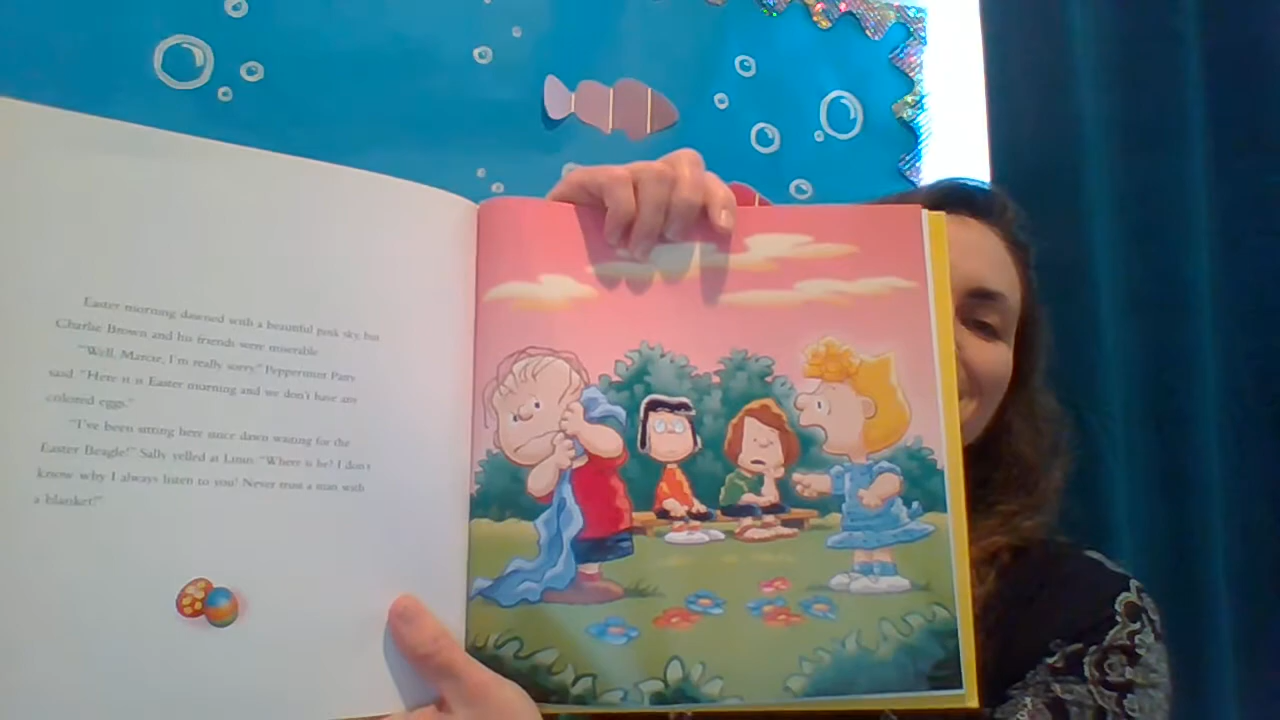 Easter morning dawned with a beautiful pink sky, but
Charlie Brown and his friends were miserable.
"Well, Marcie, I'm really sorry," Peppermint Patty
said. "Here it is Easter morning and we don't have any
colored eggs."
"I've been sitting here since dawn waiting for the
Easter Beagle!" Sally yelled at Linus. "Where is he? I don't
know why I always listen to you! Never trust a man with
a blanket!"